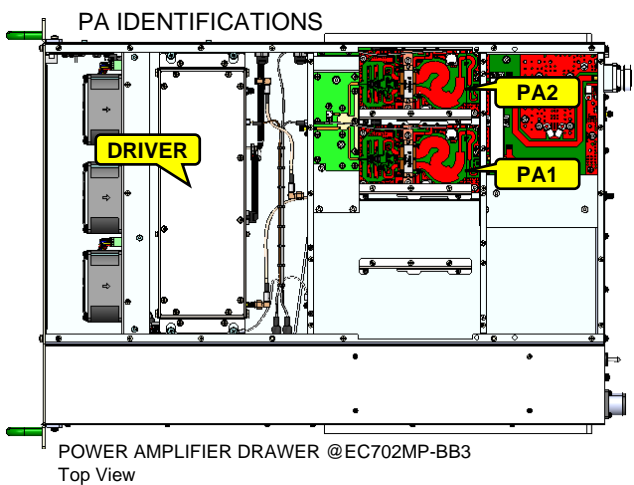 PA IDENTIFICATIONS
PA2
DRIVER
PA1
POWER AMPLIFIER DRAWER @EC702MP-BB3
Top View